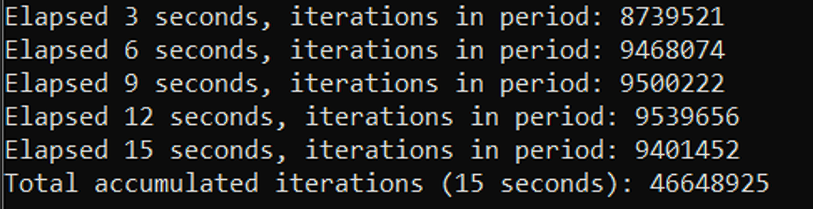 Elapsed 3 seconds, iterations in period: 8739521
Elapsed 6 seconds, iterations in period: 9468074
Elapsed 9 seconds, iterations in period: 9500222
Elapsed 12 seconds, iterations in period: 9539656
Elapsed 15 seconds, iterations in period: 9401452
Total accumulated iterations (15 seconds): 46648925